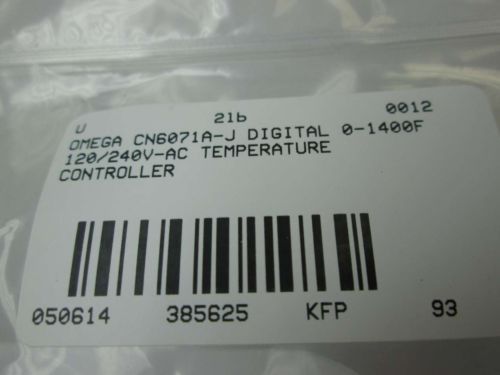 U 21b 0012
OMEGA CN6071A-J DIGITAL 0-1400F
120/240V-AC TEMPERATURE
CONTROLLER
050614 385625 KFP 93